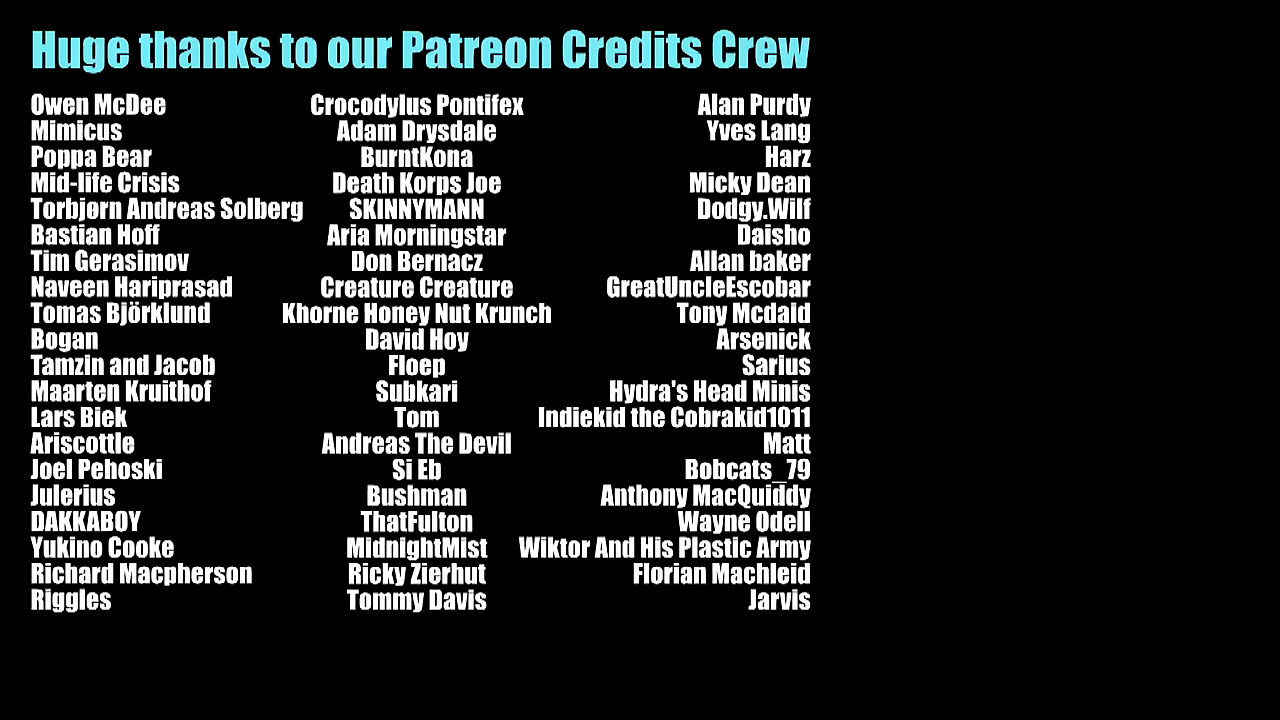 Huge thanks to our Patreon Credits Crew
Owen McDee Crocodylus Pontifex Alan Purdy
Mimicus Adam Drysdale Yves Lang
Poppa Bear BurntKona Harz
Mid-life Crisis Death Korps Joe Micky Dean
Torbjørn Andreas Solberg SKINNYMANN Dodgy.Wilf
Bastian Hoff Aria Morningstar Daisho
Tim Gerasimov Don Bernacz Allan baker
Naveen Hariprasad Creature Creature GreatUncleEscobar
Tomas Björklund Khorne Honey Nut Krunch Tony Mcdaid
Bogan David Hoy Arsenick
Tamzin and Jacob Floep Sarius
Maarten Kruithof Subkari Hydra's Head Minis
Lars Biek Tom Indiekid the Cobrakid1011
Ariscottle Andreas The Devil Matt
Joel Pehoski Si Eb Bobcats_79
Julerius Bushman Anthony MacQuiddy
DAKKABOY ThatFulton Wayne Odell
Yukino Cooke MidnightMist Wiktor And His Plastic Army
Richard Macpherson Ricky Zierhut Florian Machleid
Riggles Tommy Davis Jarvis